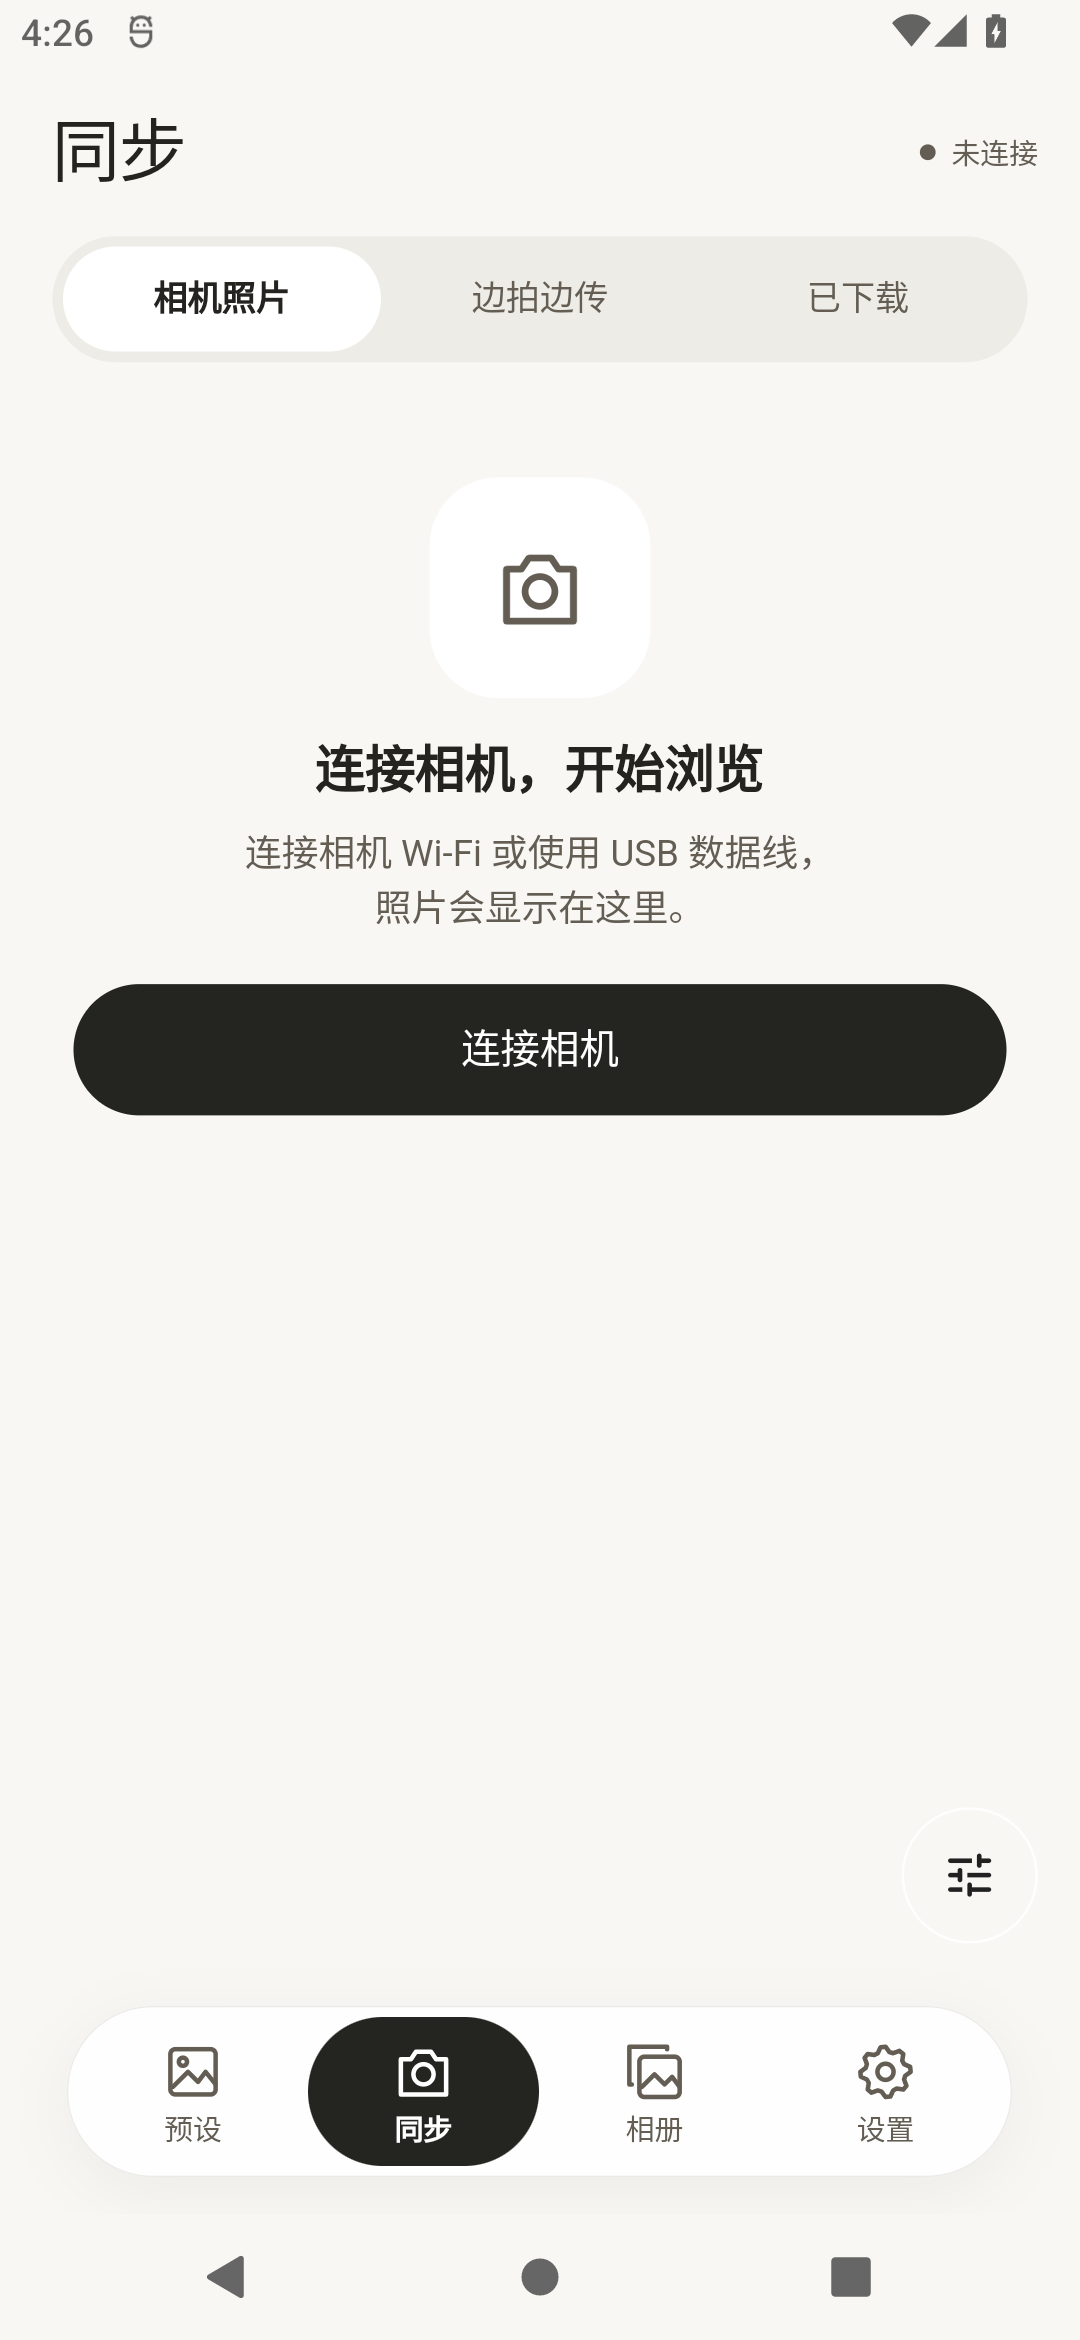 4:26
同步
未连接
相机照片
边拍边传
已下载
连接相机，开始浏览
连接相机 Wi-Fi 或使用 USB 数据线，
照片会显示在这里。
连接相机
预设
同步
相册
设置